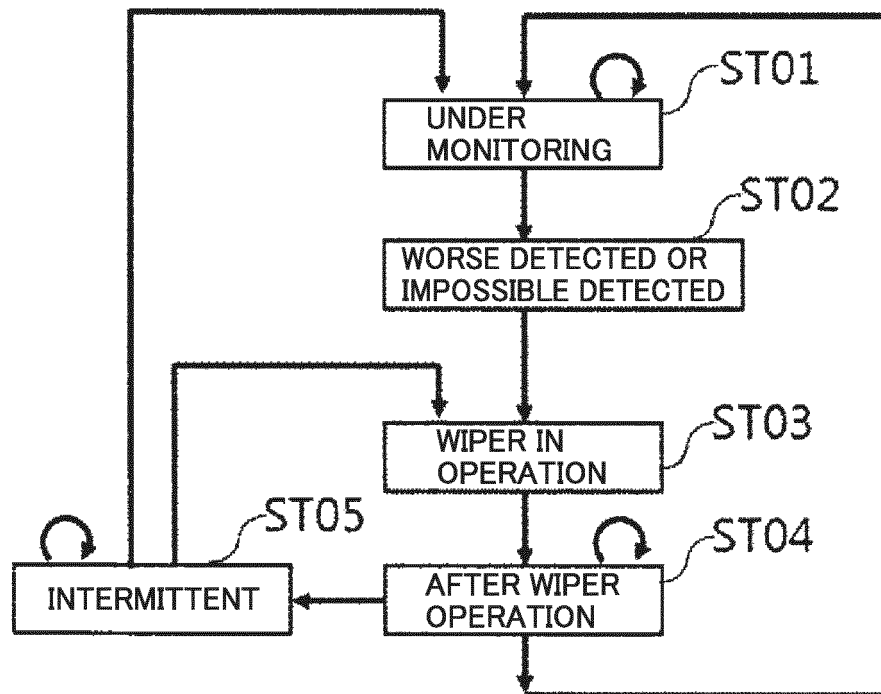 ST01
UNDER
MONITORING
ST02
WORSE DETECTED OR
IMPOSSIBLE DETECTED
ST03
WIPER IN
OPERATION
ST05
ST04
INTERMITTENT
AFTER WIPER
OPERATION